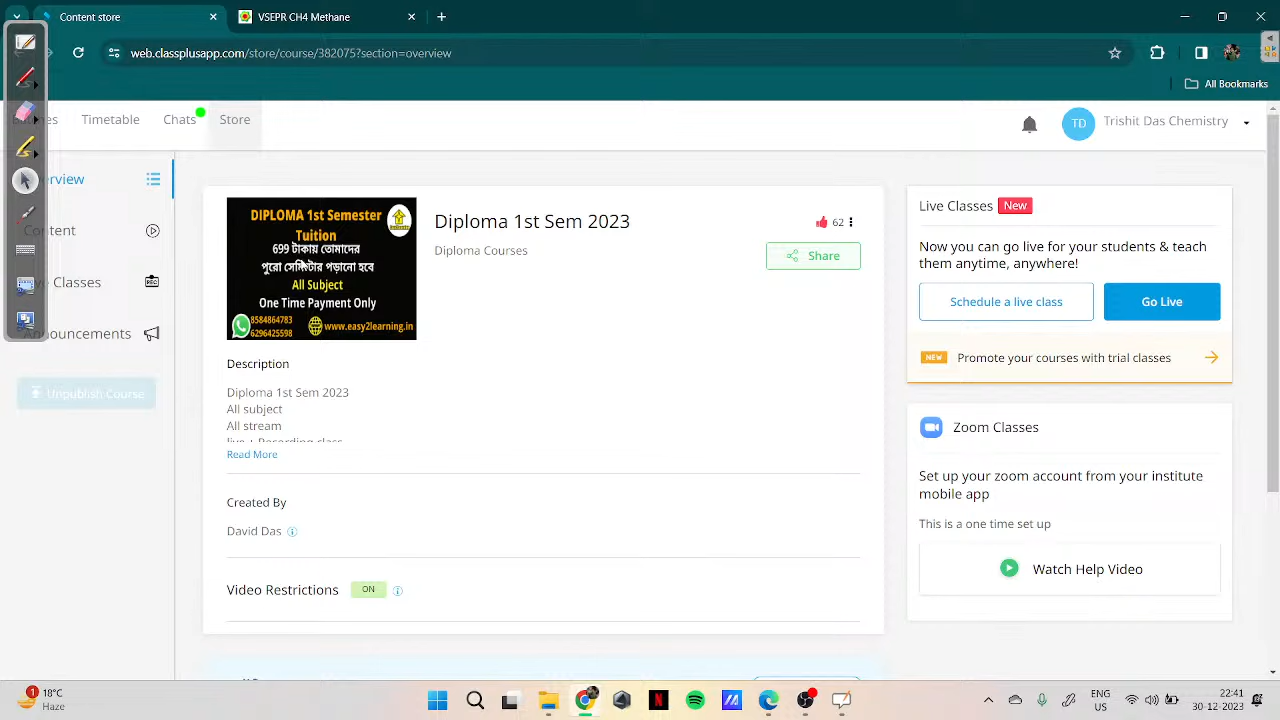 Content store
VSEPR CH4 Methane
web.classplusapp.com/store/course/382075?section=overview
All Bookmarks
Timetable
Chats
Store
TD
Trishit Das Chemistry
Content
Announcements
Unpublish Course
DIPLOMA 1st Semester
Tuition
699 টাকায় তোমাদের
পুরো সেমিস্টার পড়ানো হবে
All Subject
One Time Payment Only
8584864783
6296425598
www.easy2learning.in
Diploma 1st Sem 2023
62
Diploma Courses
Share
Description
Diploma 1st Sem 2023
All subject
All stream
live + Recording class
Read More
Created By
David Das
Video Restrictions
ON
Live Classes
New
Now you can go live for your students & teach
them anytime, anywhere!
Schedule a live class
Go Live
NEW
Promote your courses with trial classes
Zoom Classes
Set up your zoom account from your institute
mobile app
This is a one time set up
Watch Help Video
1
18°C
Haze
ENG
22:41
30-12-2023